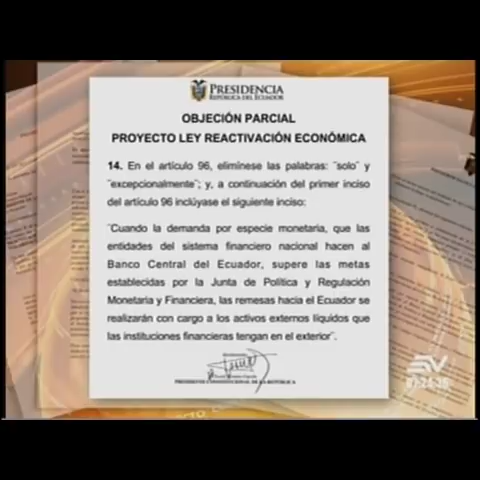 PRESIDENCIA
REPÚBLICA DEL ECUADOR
OBJECIÓN PARCIAL
PROYECTO LEY REACTIVACIÓN ECONÓMICA
14. En el artículo 96, elimínese las palabras: ¨solo¨ y
¨excepcionalmente¨; y, a continuación del primer inciso
del artículo 96 inclúyase el siguiente inciso:
¨Cuando la demanda por especie monetaria, que las
entidades del sistema financiero nacional hacen al
Banco Central del Ecuador, supere las metas
establecidas por la Junta de Política y Regulación
Monetaria y Financiera, las remesas hacia el Ecuador se
realizarán con cargo a los activos externos líquidos que
las instituciones financieras tengan en el exterior¨.
PRESIDENTE CONSTITUCIONAL DE LA REPÚBLICA